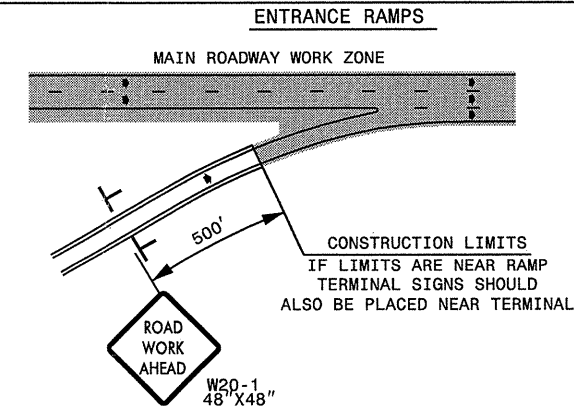 ENTRANCE RAMPS
MAIN ROADWAY WORK ZONE
500'
CONSTRUCTION LIMITS
IF LIMITS ARE NEAR RAMP
TERMINAL SIGNS SHOULD
ALSO BE PLACED NEAR TERMINAL
ROAD
WORK
AHEAD
W20-1
48"X48"